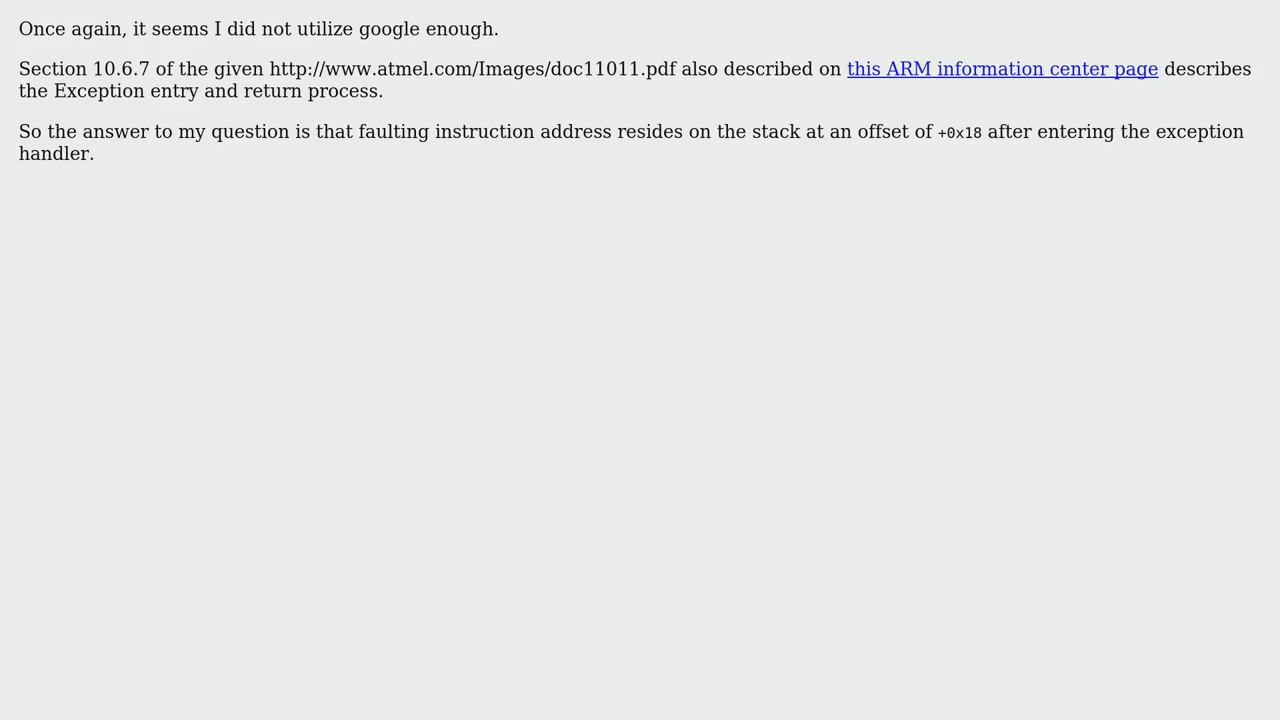 Once again, it seems I did not utilize google enough.
Section 10.6.7 of the given http://www.atmel.com/Images/doc11011.pdf also described on this ARM information center page describes
the Exception entry and return process.
So the answer to my question is that faulting instruction address resides on the stack at an offset of +0x18 after entering the exception
handler.